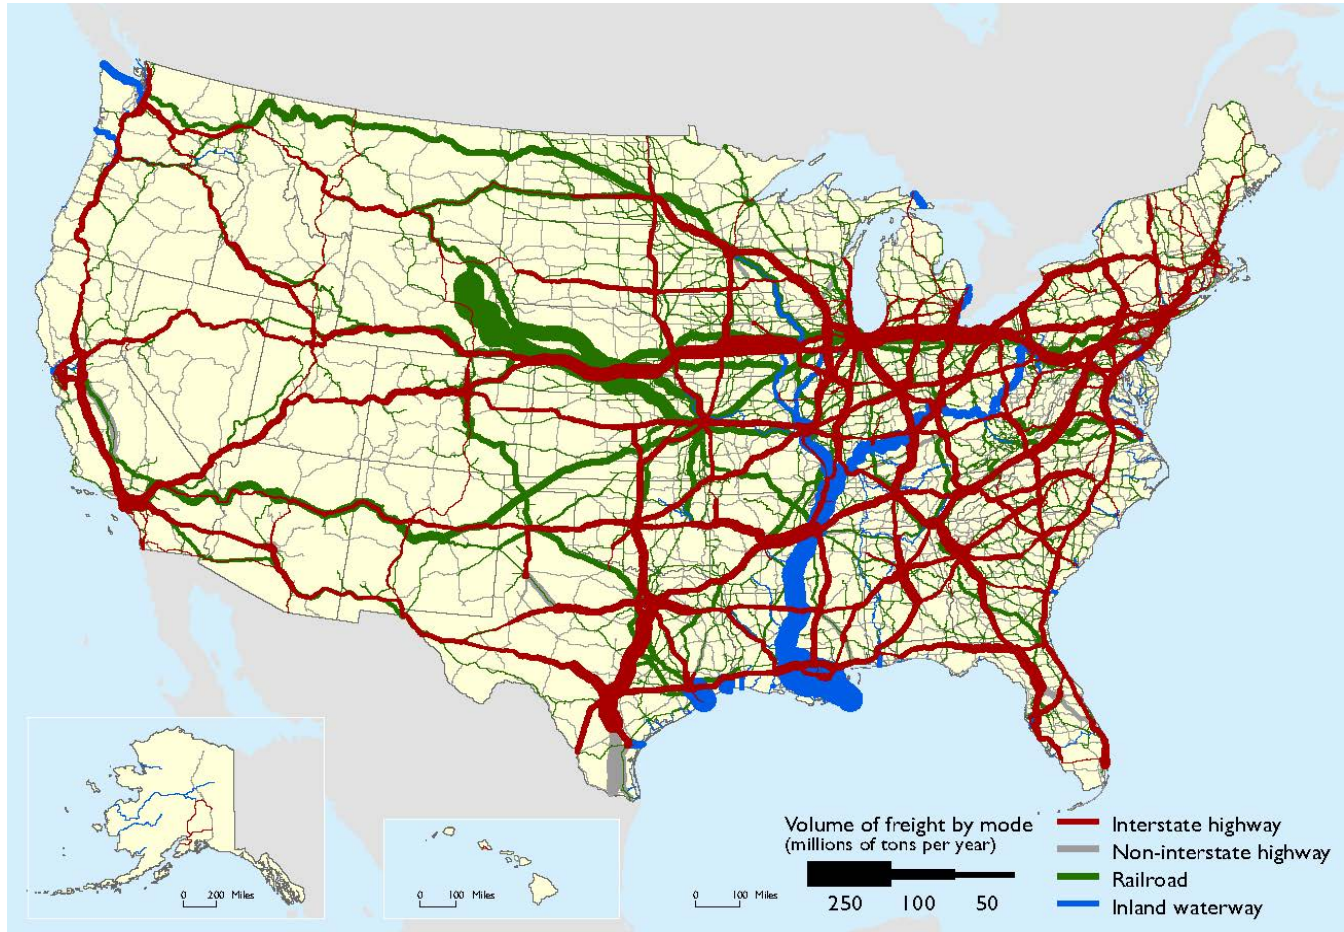 0 200 Miles
0 100 Miles
0 100 Miles
Volume of freight by mode
(millions of tons per year)
250 100 50
Interstate highway
Non-interstate highway
Railroad
Inland waterway